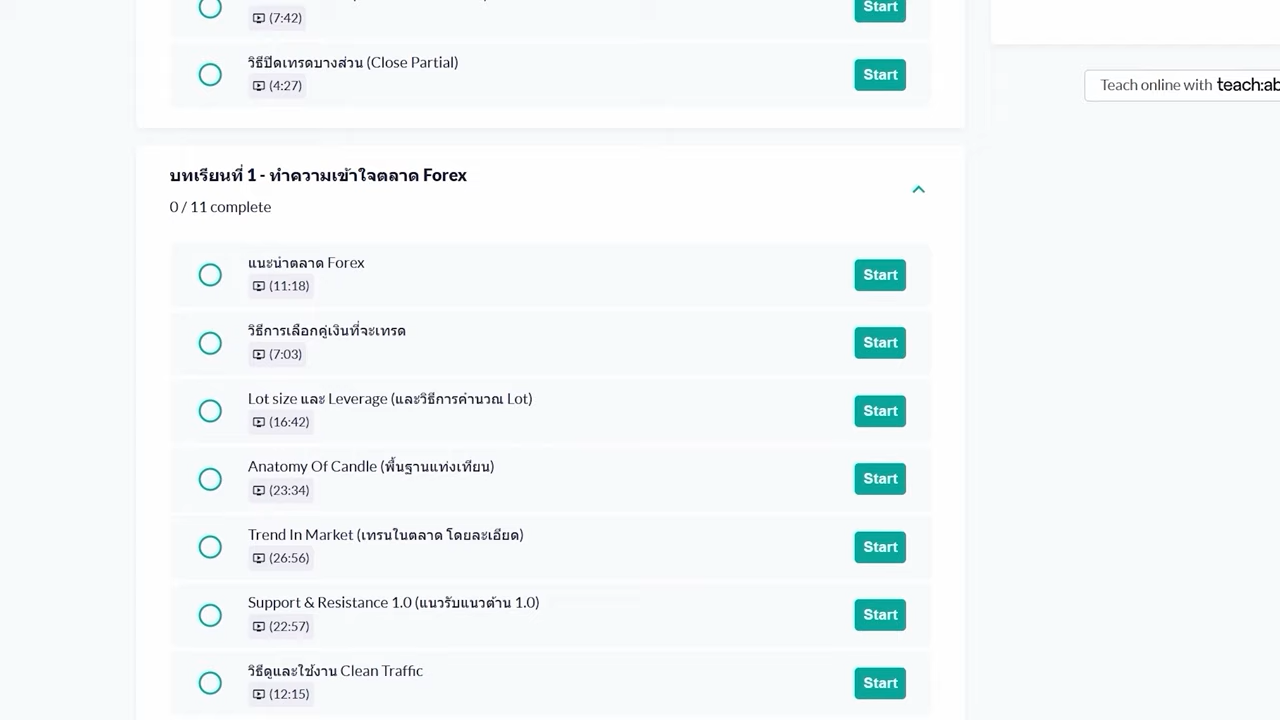 (7:42)
Start
วิธีปิดเทรดบางส่วน (Close Partial)
(4:27)
Start
Teach online with teach:ab
บทเรียนที่ 1 - ทำความเข้าใจตลาด Forex
0 / 11 complete
แนะนำตลาด Forex
(11:18)
Start
วิธีการเลือกคู่เงินที่จะเทรด
(7:03)
Start
Lot size และ Leverage (และวิธีการคำนวณ Lot)
(16:42)
Start
Anatomy Of Candle (พื้นฐานแท่งเทียน)
(23:34)
Start
Trend In Market (เทรนในตลาด โดยละเอียด)
(26:56)
Start
Support & Resistance 1.0 (แนวรับแนวต้าน 1.0)
(22:57)
Start
วิธีดูและใช้งาน Clean Traffic
(12:15)
Start